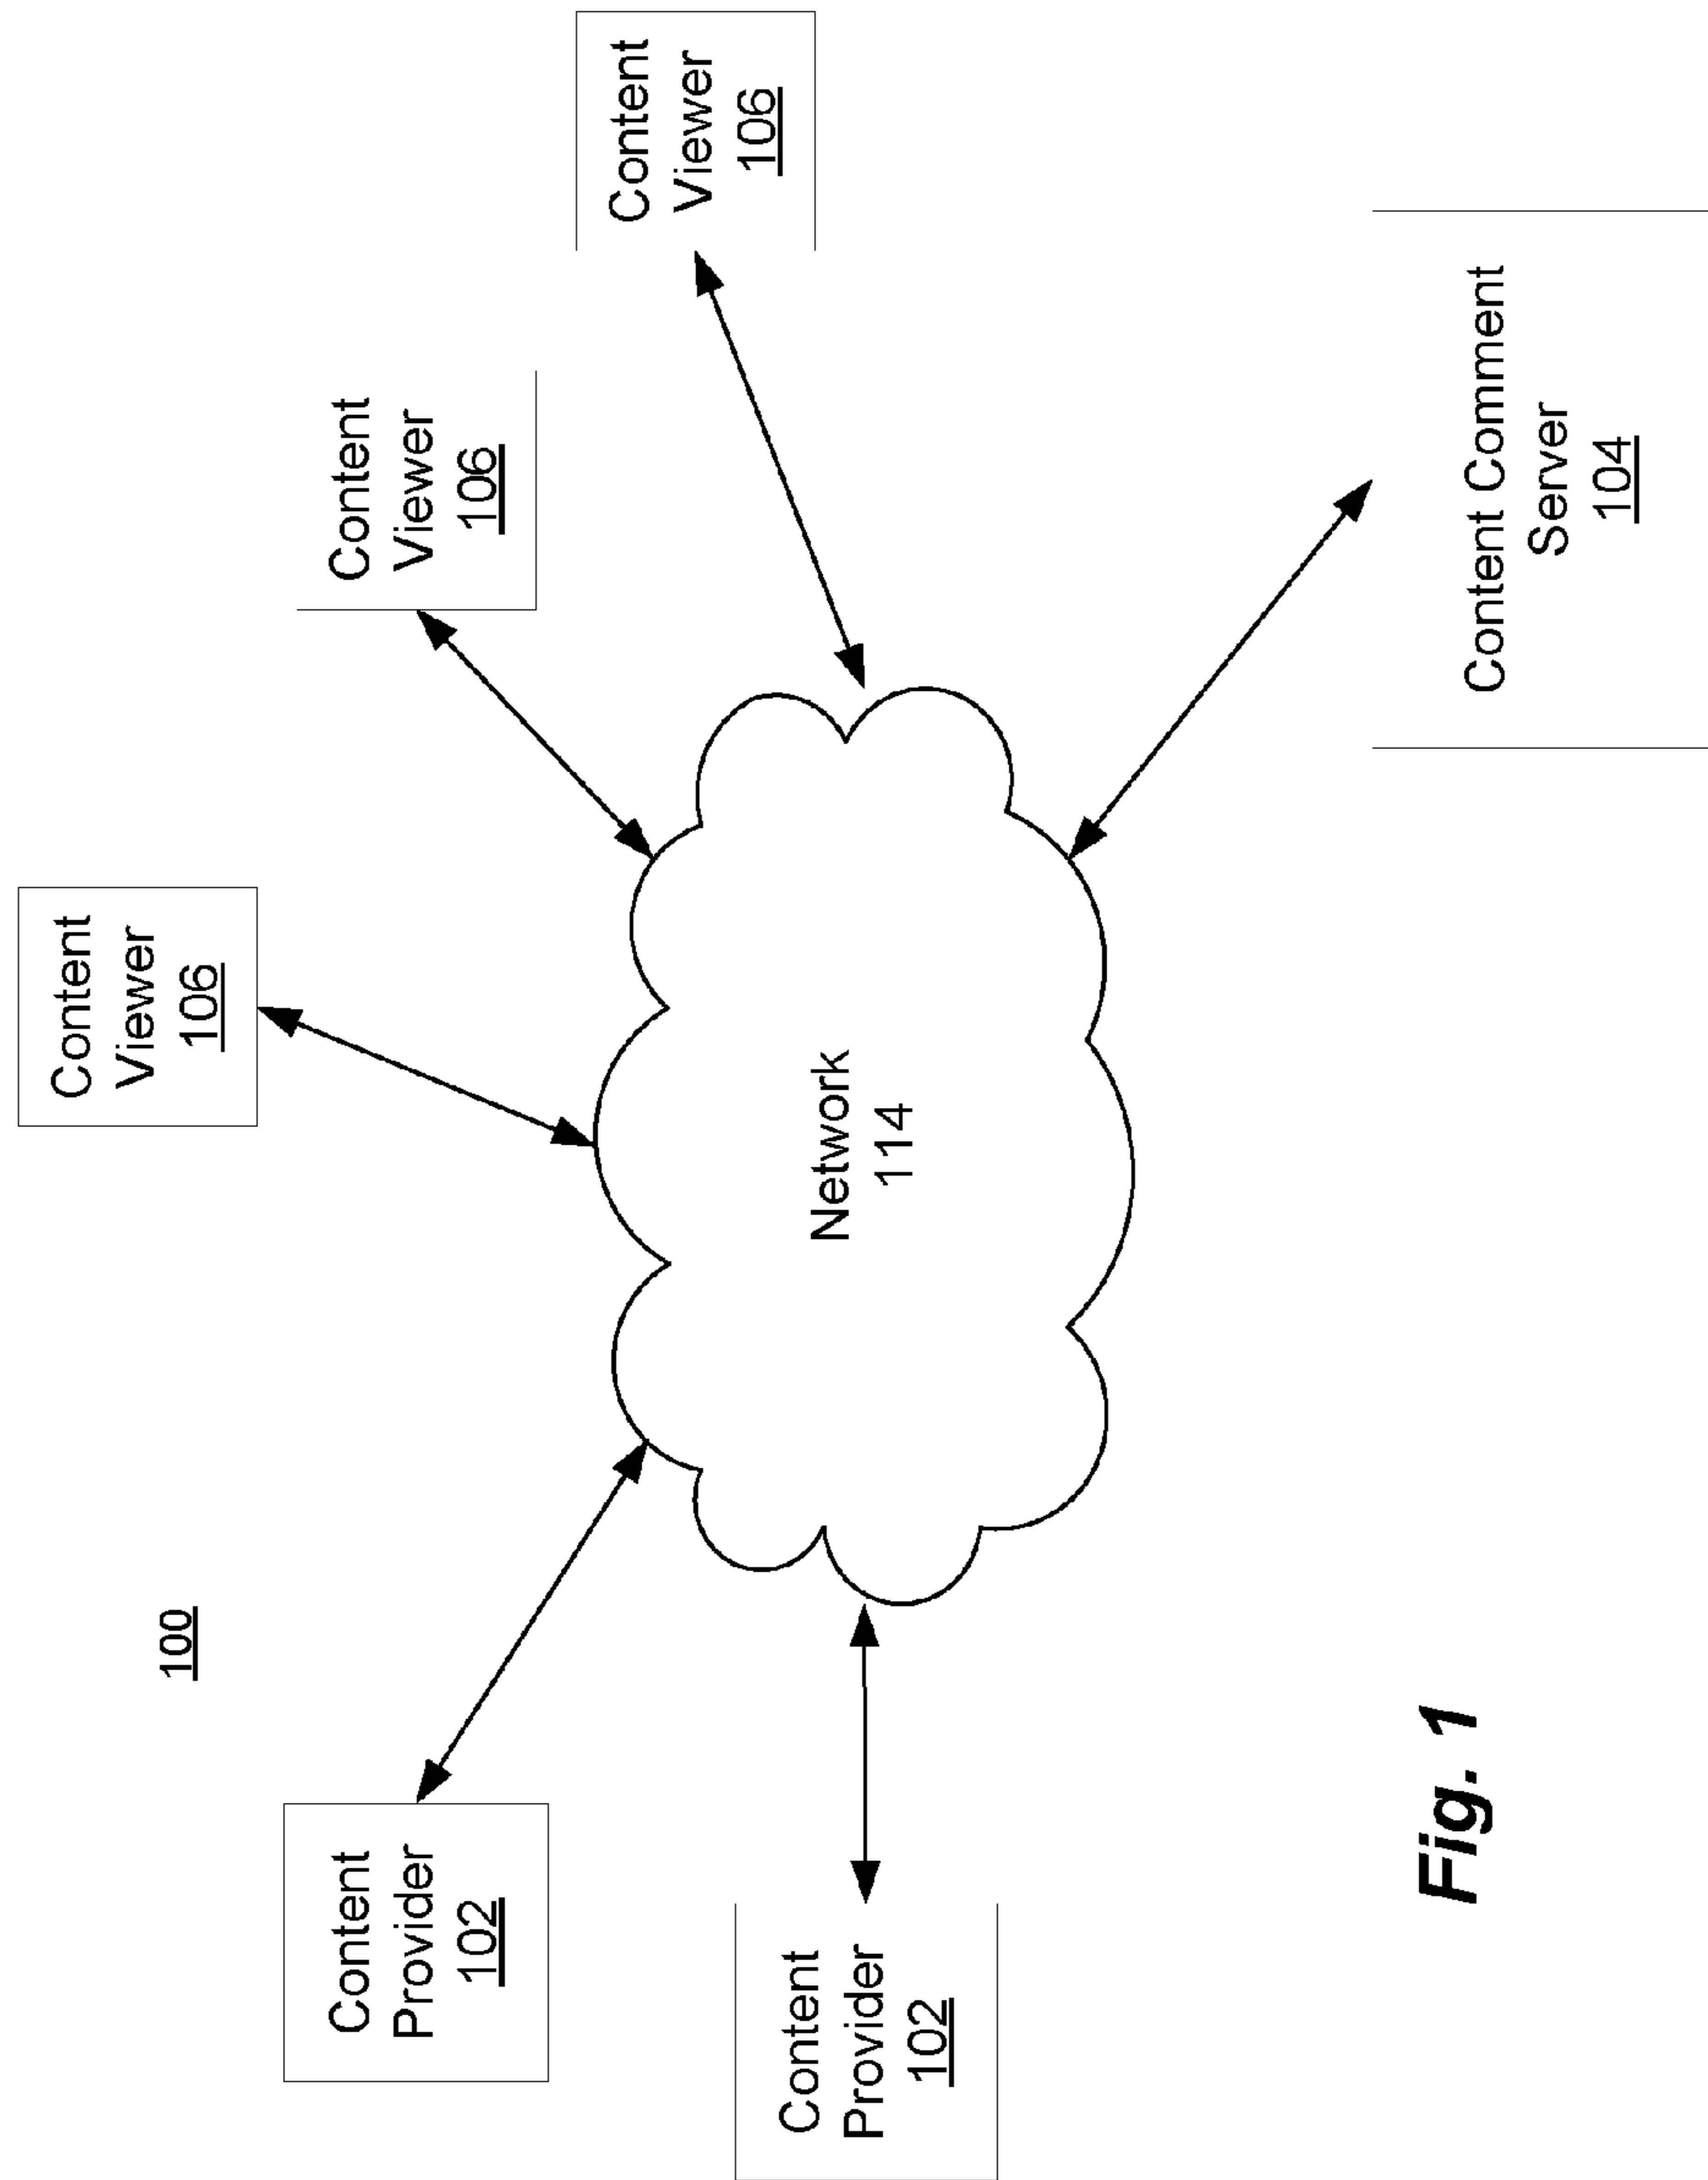 100
Content
Provider
102
Content
Provider
102
Content
Viewer
106
Content
Viewer
106
Content
Viewer
106
Network
114
Content Comment
Server
104
Fig. 1